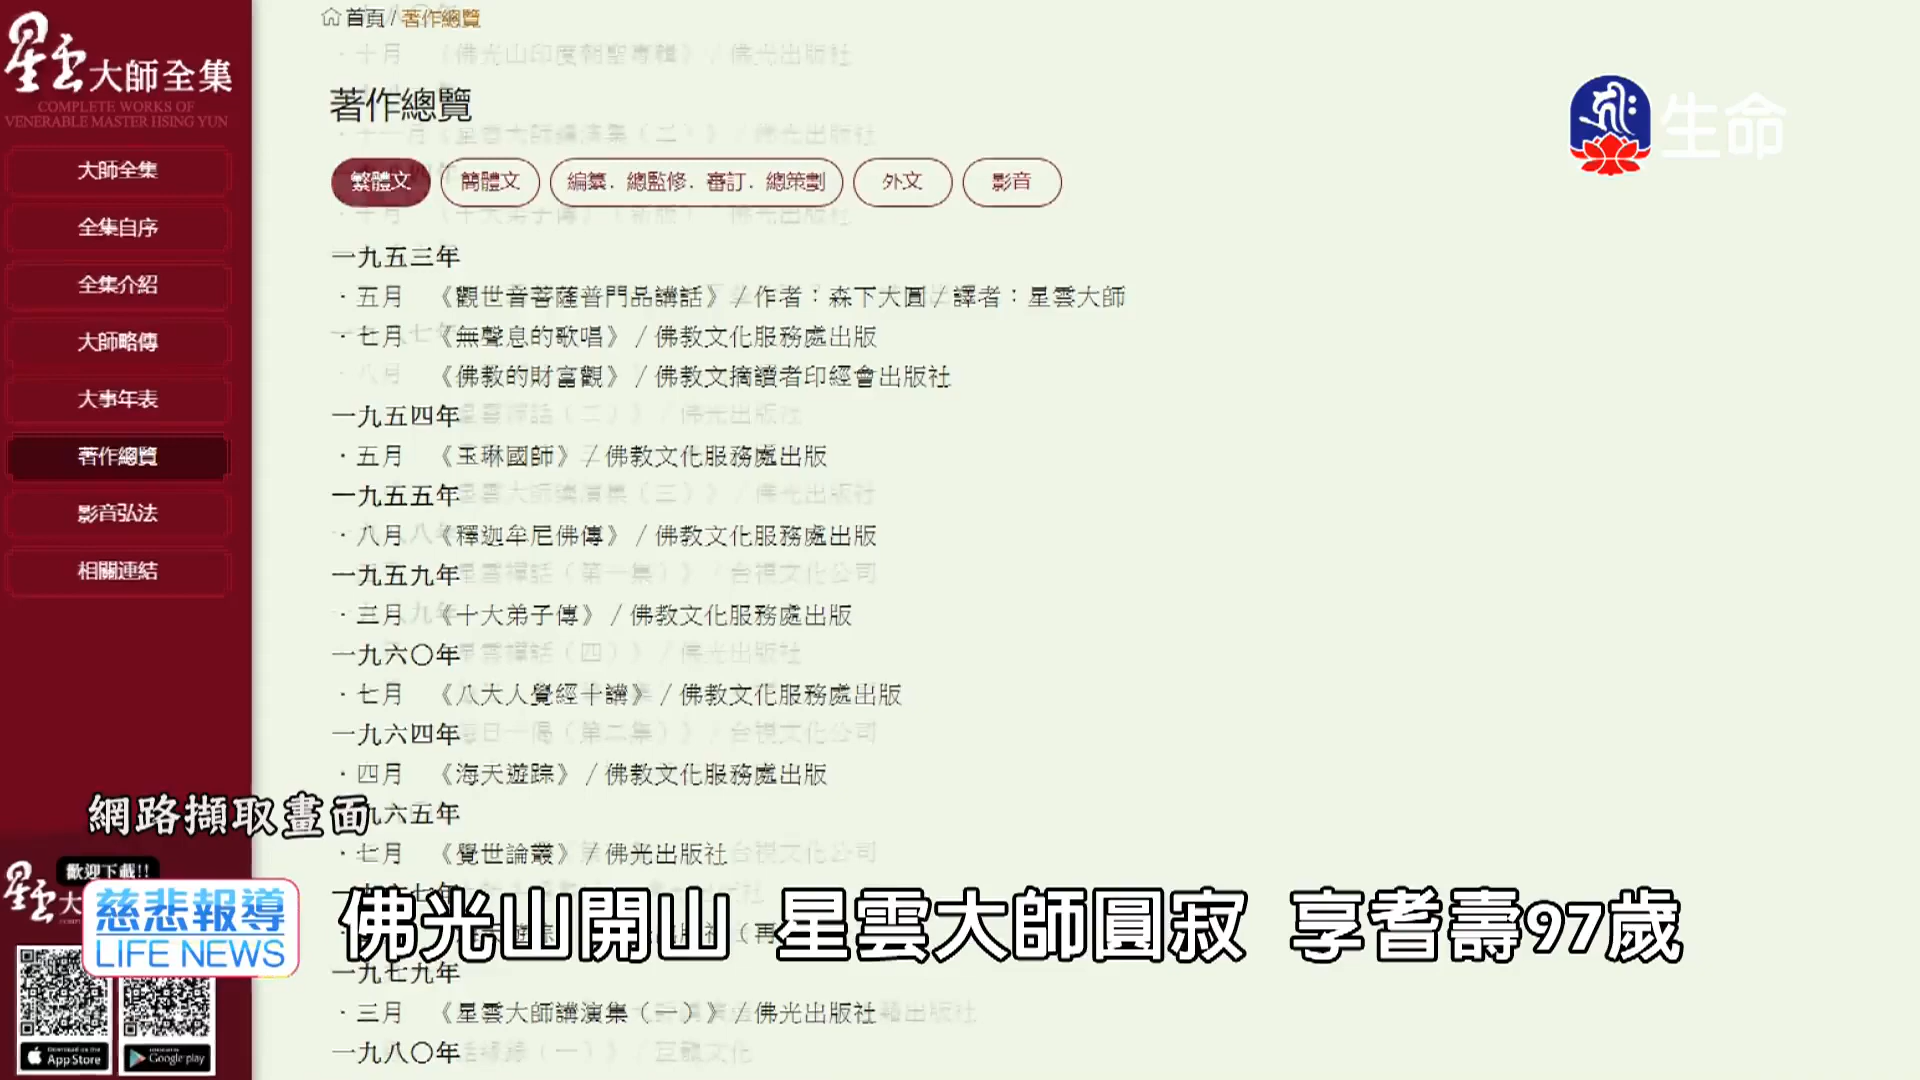 星雲大師全集
COMPLETE WORKS OF
VENERABLE MASTER HSING YUN
大師全集
全集自序
全集介紹
大師略傳
大事年表
著作總覽
影音弘法
相關連結
首頁 / 著作總覽
著作總覽
繁體文
簡體文
編纂．總監修．審訂．總策劃
外文
影音
生命
一九五三年
．五月 《觀世音菩薩普門品講話》／作者：森下大圓／譯者：星雲大師
．七月 《無聲息的歌唱》／佛教文化服務處出版
．八月 《佛教的財富觀》／佛教文摘讀者印經會出版社
一九五四年
．五月 《玉琳國師》／佛教文化服務處出版
一九五五年
．八月 《釋迦牟尼佛傳》／佛教文化服務處出版
一九五九年
．三月 《十大弟子傳》／佛教文化服務處出版
一九六〇年
．七月 《八大人覺經十講》／佛教文化服務處出版
一九六四年
．四月 《海天遊踪》／佛教文化服務處出版
九六五年
．七月 《覺世論叢》／佛光出版社
一九七九年
．三月 《星雲大師講演集（一）》／佛光出版社
一九八〇年
網路擷取畫面
歡迎下載!!
星雲大
慈悲報導
LIFE NEWS
佛光山開山 星雲大師圓寂 享耆壽97歲
Download on the
App Store
Google play